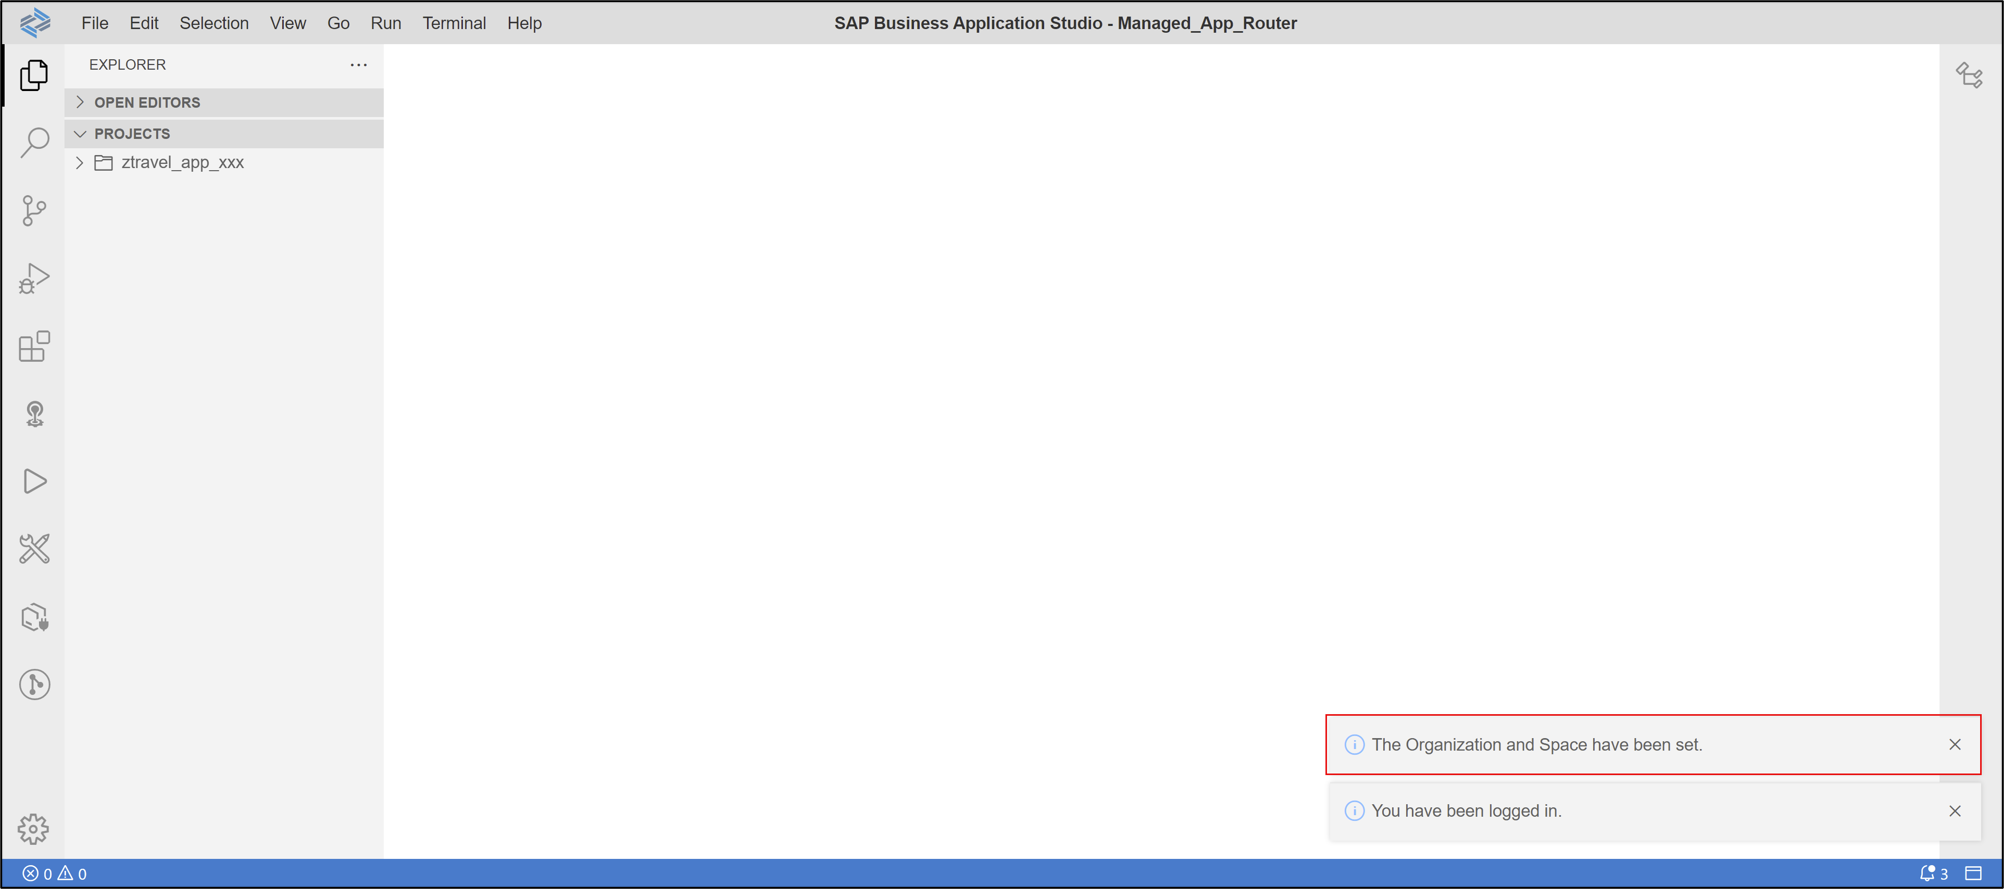 File Edit Selection View Go Run Terminal Help SAP Business Application Studio - Managed_App_Router
EXPLORER ...
OPEN EDITORS
PROJECTS
ztravel_app_xxx
The Organization and Space have been set.
You have been logged in.
0 0 3